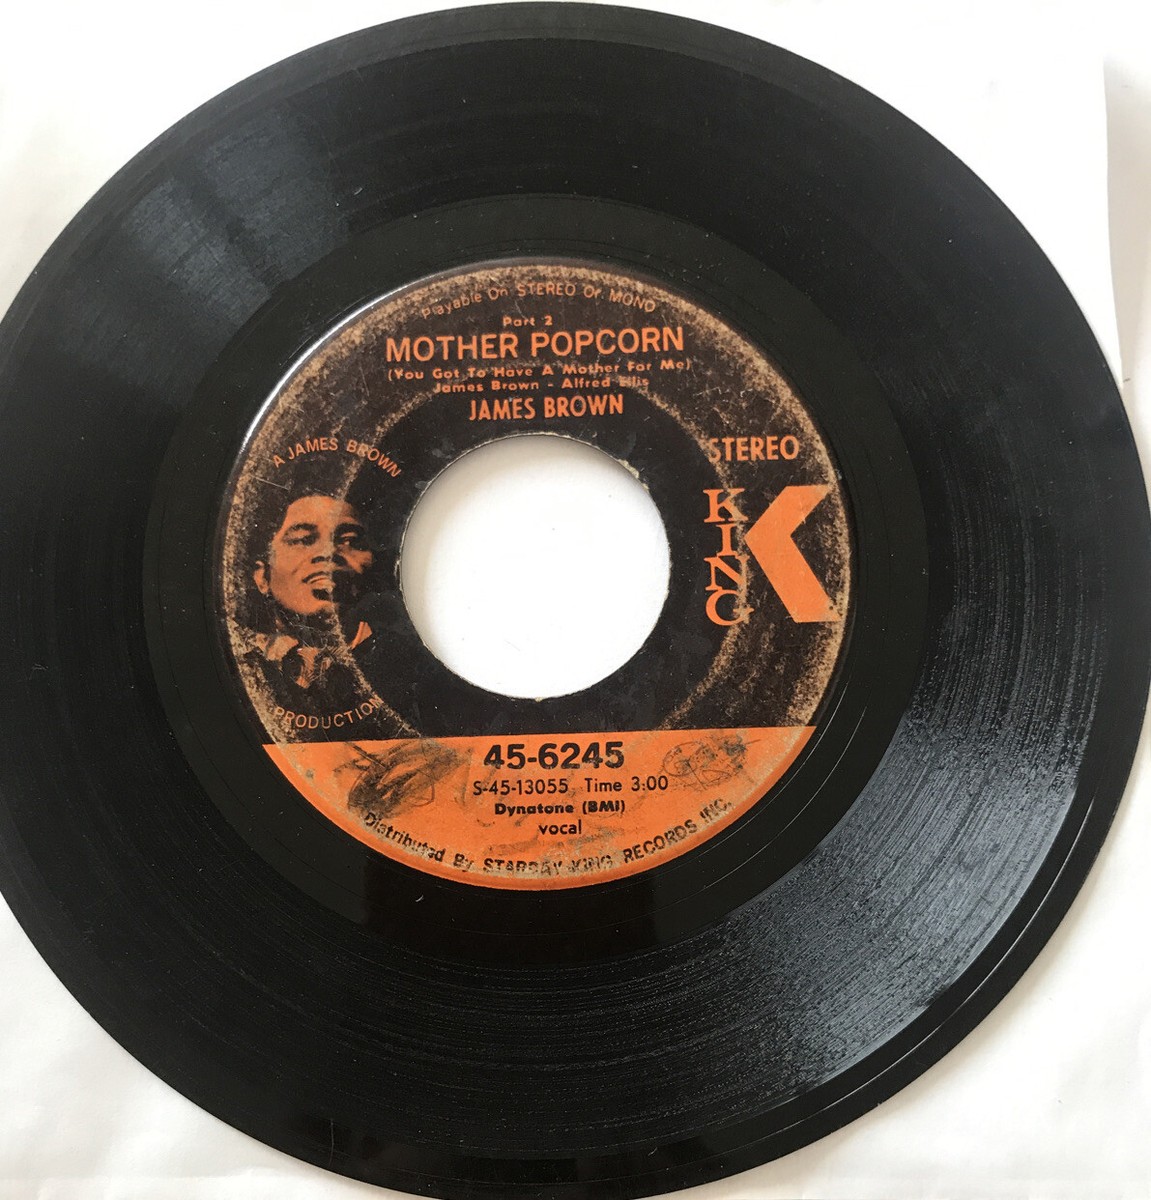 Playable On STEREO Or MONO
Part 2
MOTHER POPCORN
(You Got To Have A Mother For Me)
James Brown - Alfred Ellis
JAMES BROWN
A JAMES BROWN
PRODUCTION
STEREO
KING
K
45-6245
S-45-13055 Time 3:00
Dynatone (BMI)
vocal
Distributed By STARDAY-KING RECORDS INC.